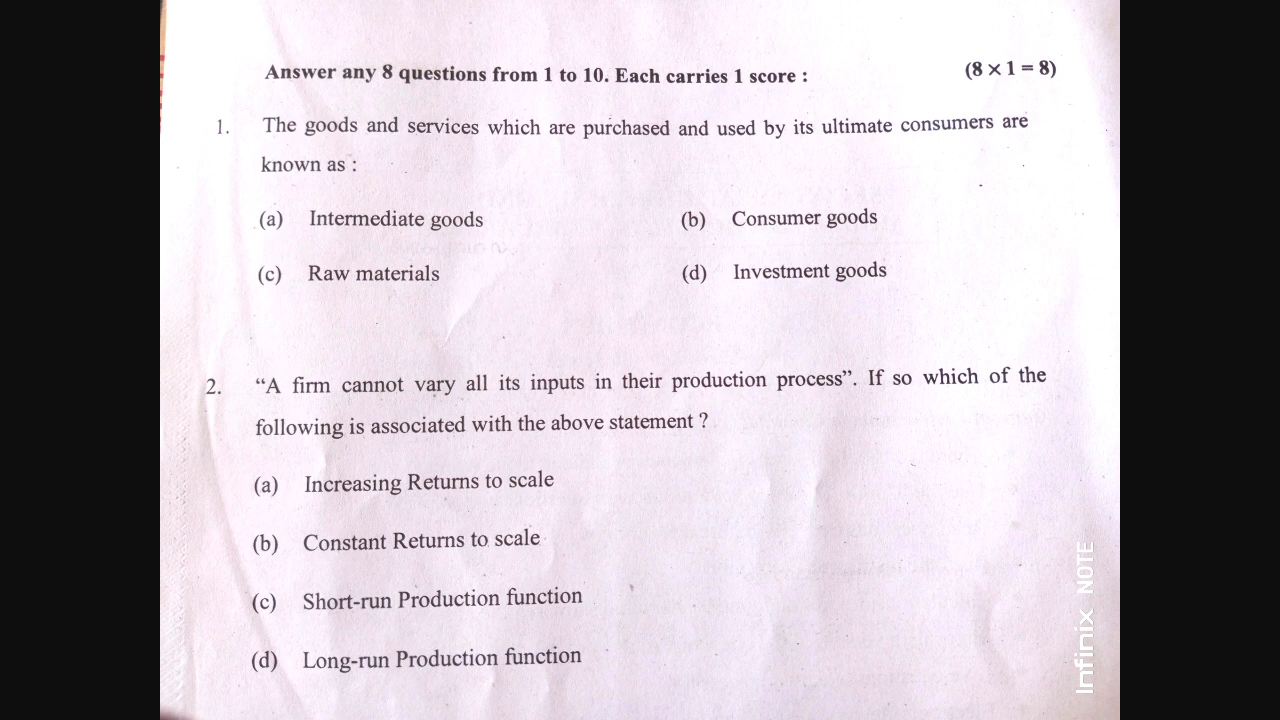 Answer any 8 questions from 1 to 10. Each carries 1 score : (8 × 1 = 8)
1. The goods and services which are purchased and used by its ultimate consumers are
known as :
(a) Intermediate goods (b) Consumer goods
(c) Raw materials (d) Investment goods
2. “A firm cannot vary all its inputs in their production process”. If so which of the
following is associated with the above statement ?
(a) Increasing Returns to scale
(b) Constant Returns to scale
(c) Short-run Production function
(d) Long-run Production function
Infinix NOTE